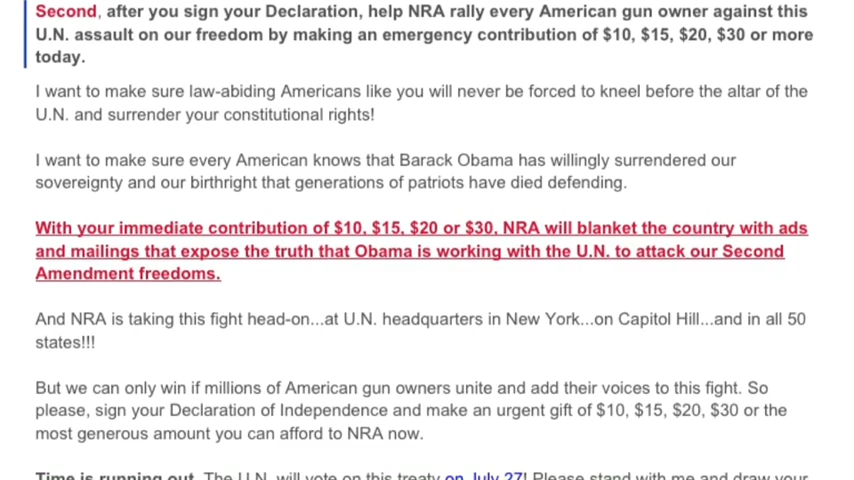 Second, after you sign your Declaration, help NRA rally every American gun owner against this
U.N. assault on our freedom by making an emergency contribution of $10, $15, $20, $30 or more
today.
I want to make sure law-abiding Americans like you will never be forced to kneel before the altar of the
U.N. and surrender your constitutional rights!
I want to make sure every American knows that Barack Obama has willingly surrendered our
sovereignty and our birthright that generations of patriots have died defending.
With your immediate contribution of $10, $15, $20 or $30, NRA will blanket the country with ads
and mailings that expose the truth that Obama is working with the U.N. to attack our Second
Amendment freedoms.
And NRA is taking this fight head-on...at U.N. headquarters in New York...on Capitol Hill...and in all 50
states!!!
But we can only win if millions of American gun owners unite and add their voices to this fight. So
please, sign your Declaration of Independence and make an urgent gift of $10, $15, $20, $30 or the
most generous amount you can afford to NRA now.
Time is running out. The U.N. will vote on this treaty on July 27! Please stand with me and draw your